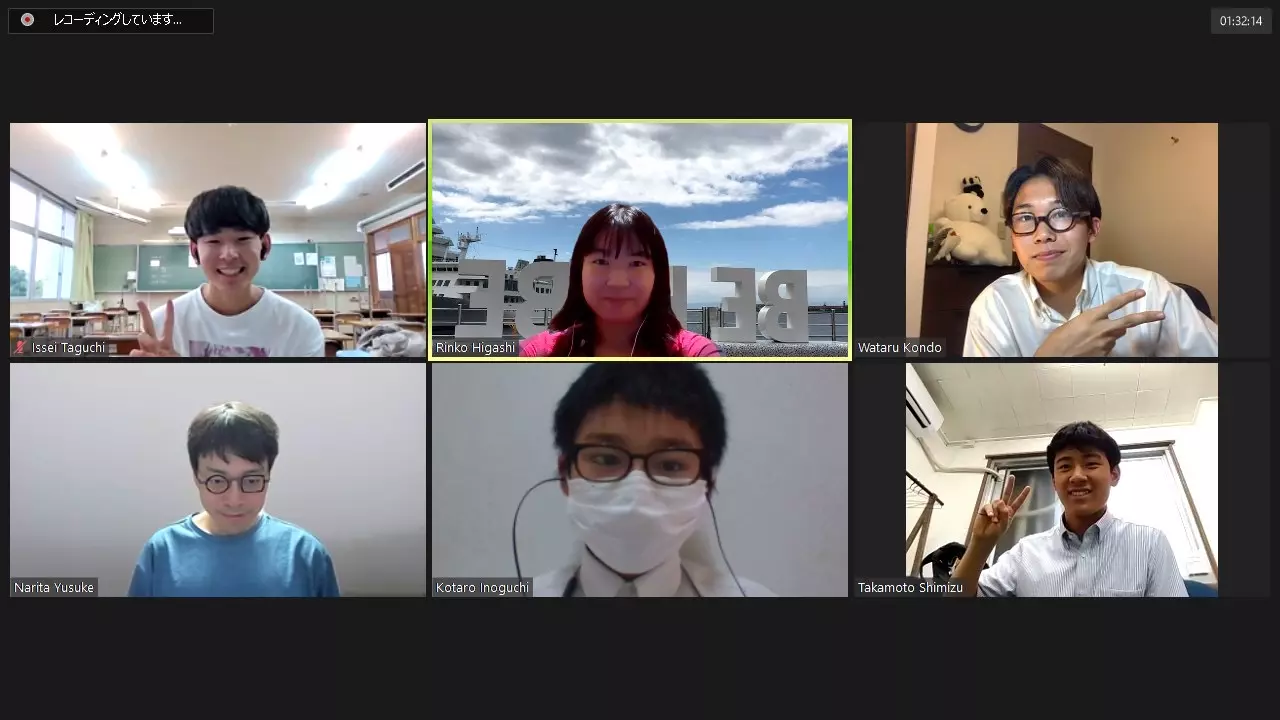 レコーディングしています...
01:32:14
Issei Taguchi
Rinko Higashi
Wataru Kondo
Narita Yusuke
Kotaro Inoguchi
Takamoto Shimizu